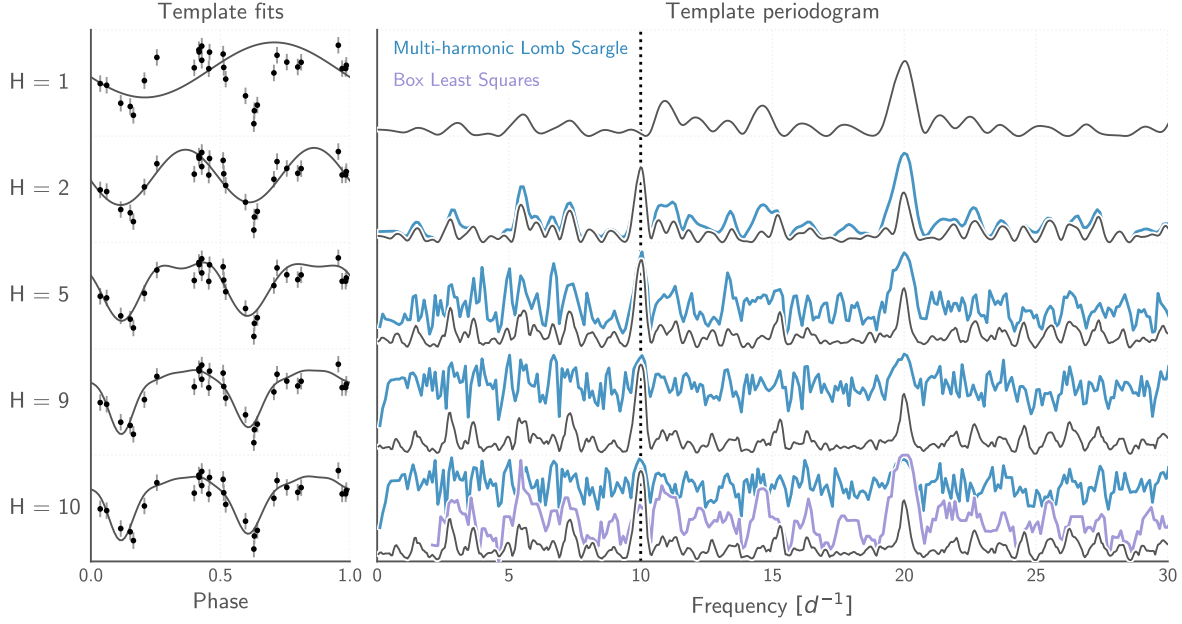 Template fits
Template periodogram
Multi-harmonic Lomb Scargle
Box Least Squares
H = 1
H = 2
H = 5
H = 9
H = 10
0.0 0.5 1.0 0 5 10 15 20 25 30
Phase
Frequency [d⁻¹]